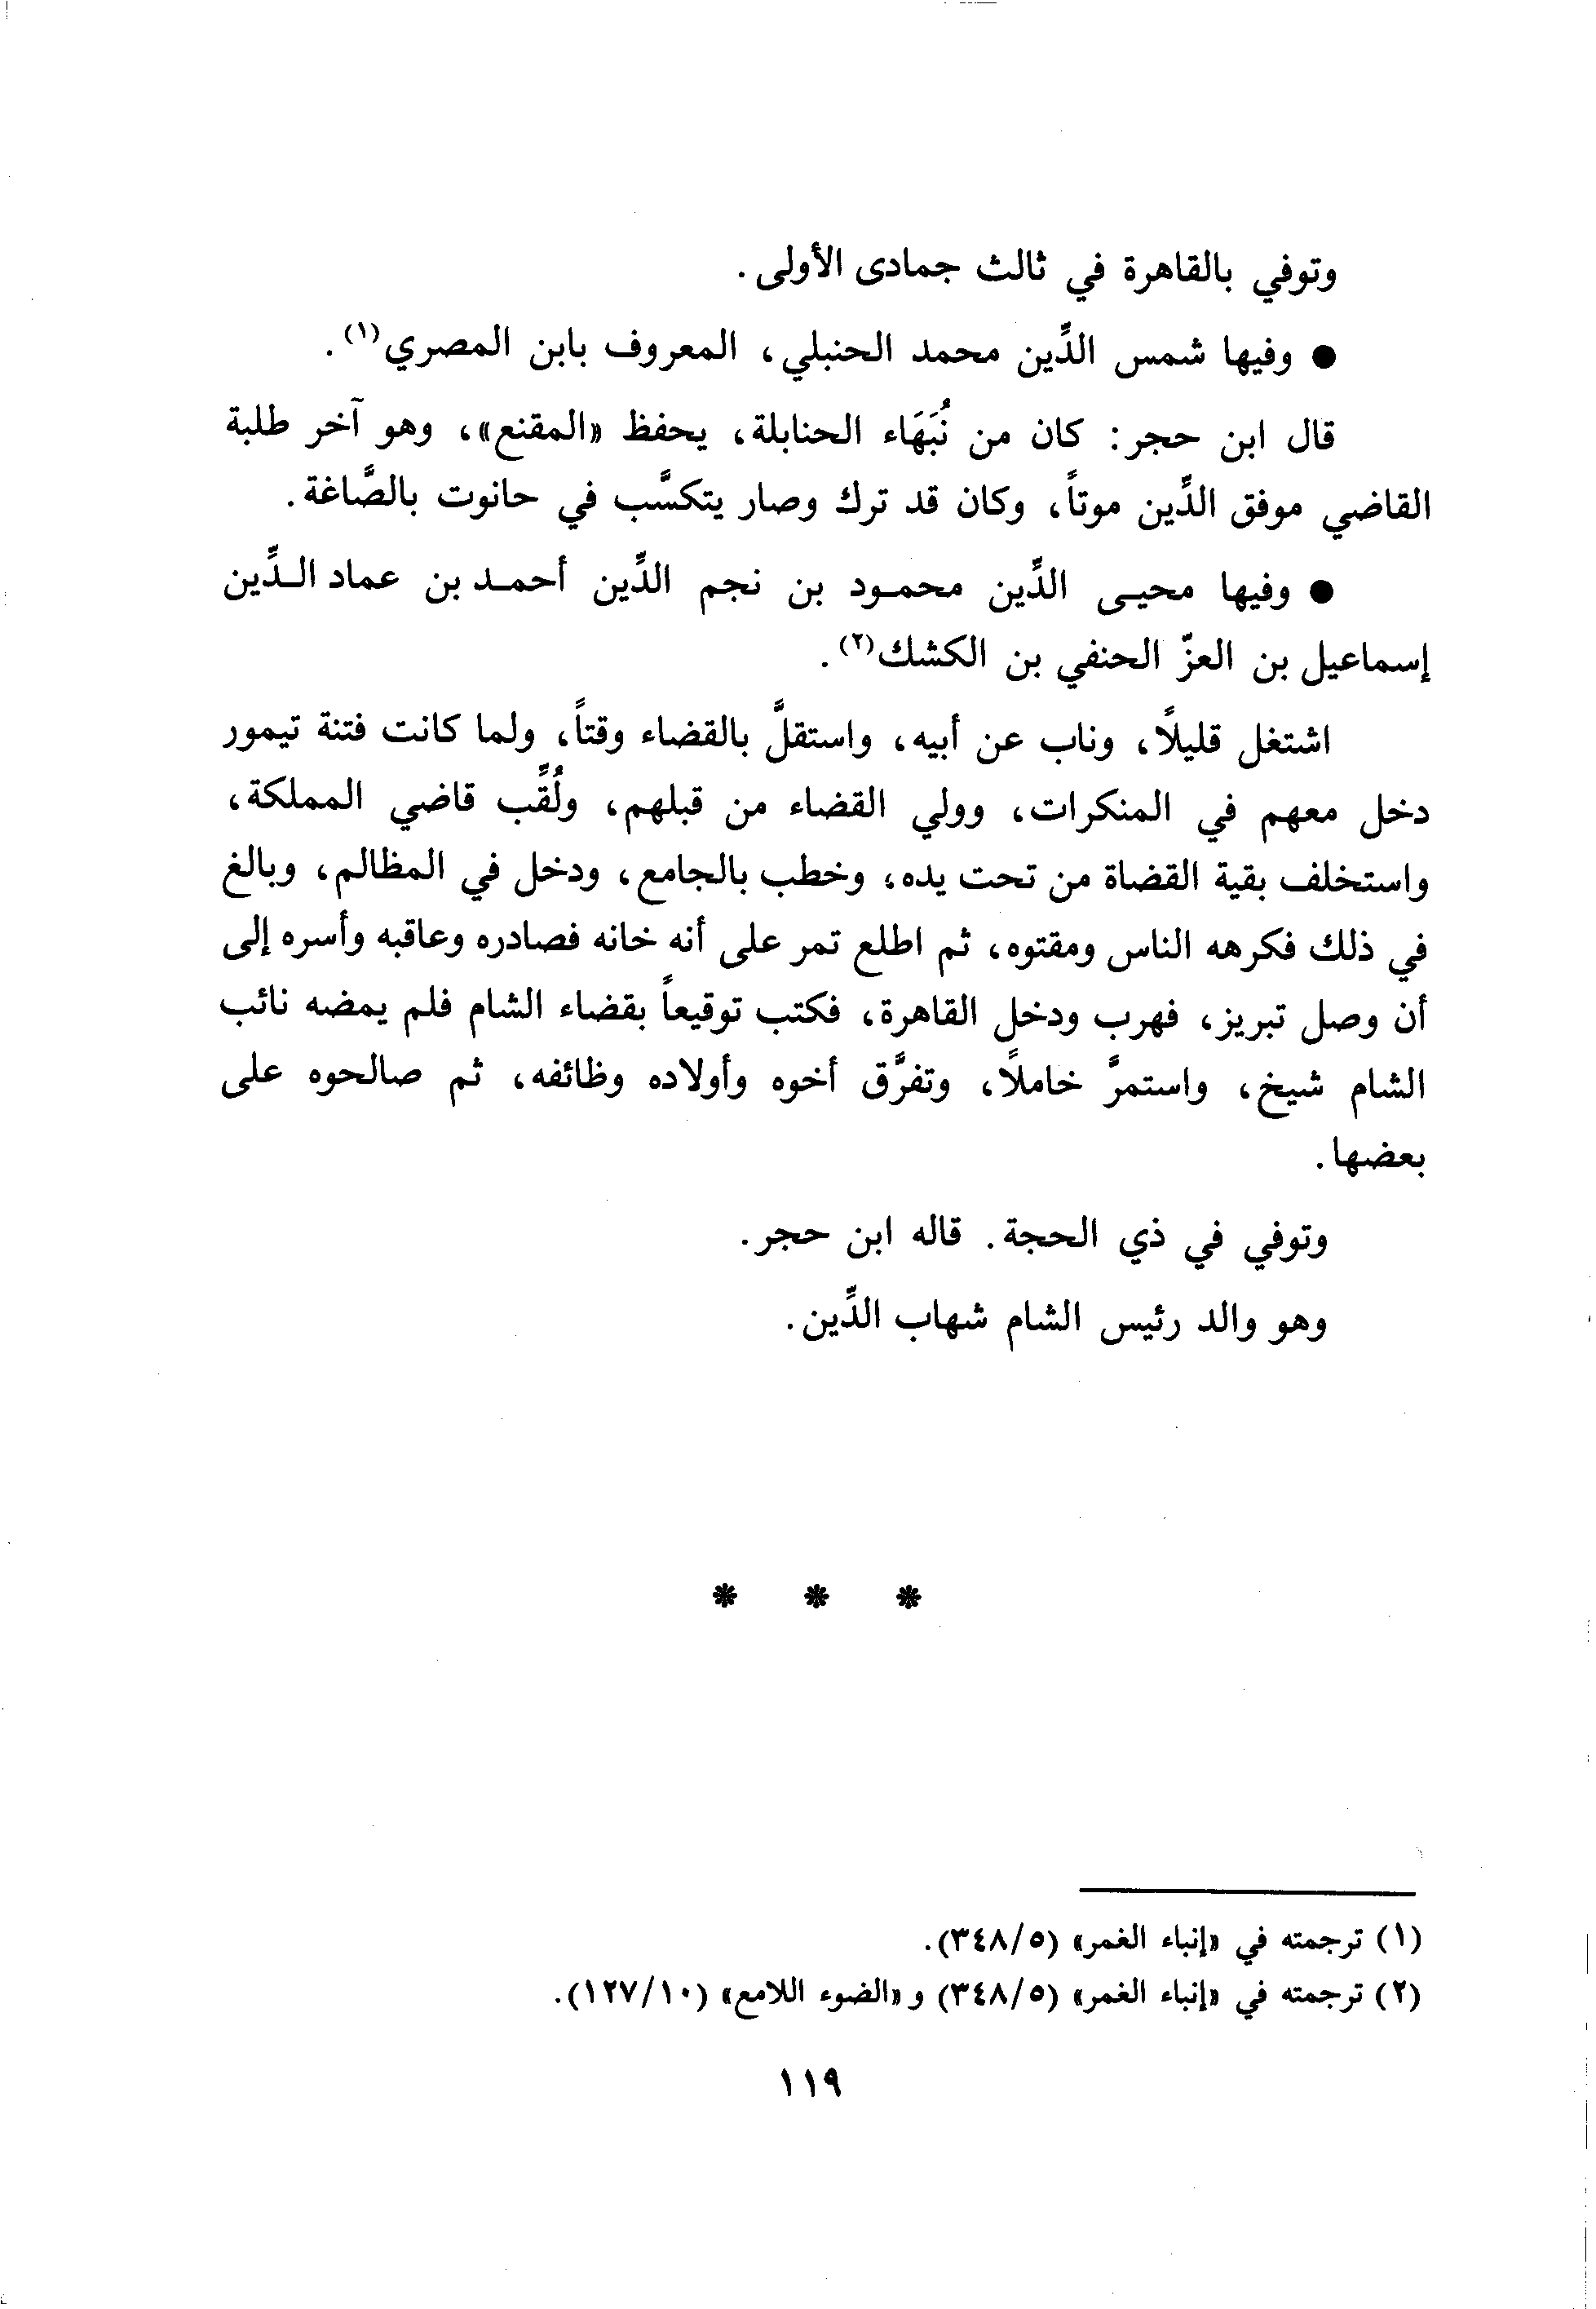 وتوفي بالقاهرة في ثالث جمادى الأولى.
● وفيها شمس الدِّين محمد الحنبلي، المعروف بابن المصري(١).
قال ابن حجر: كان من نُبَهَاء الحنابلة، يحفظ «المقنع»، وهو آخر طلبة
القاضي موفق الدِّين موتاً، وكان قد ترك وصار يتكسَّب في حانوت بالصَّاغة.
● وفيها محيـى الدِّين محمـود بن نجم الدِّين أحمـد بن عماد الـدِّين
إسماعيل بن العزّ الحنفي بن الكشك(٢).
اشتغل قليلاً، وناب عن أبيه، واستقلَّ بالقضاء وقتاً، ولما كانت فتنة تيمور
دخل معهم في المنكرات، وولي القضاء من قبلهم، ولُقِّب قاضي المملكة،
واستخلف بقية القضاة من تحت يده، وخطب بالجامع، ودخل في المظالم، وبالغ
في ذلك فكرهه الناس ومقتوه، ثم اطلع تمر على أنه خانه فصادره وعاقبه وأسره إلى
أن وصل تبريز، فهرب ودخل القاهرة، فكتب توقيعاً بقضاء الشام فلم يمضه نائب
الشام شيخ، واستمرَّ خاملاً، وتفرَّق أخوه وأولاده وظائفه، ثم صالحوه على
بعضها.
وتوفي في ذي الحجة. قاله ابن حجر.
وهو والد رئيس الشام شهاب الدِّين.
* * *
(١) ترجمته في «إنباء الغمر» (٣٤٨/٥).
(٢) ترجمته في «إنباء الغمر» (٣٤٨/٥) و«الضوء اللامع» (١٢٧/١٠).
١١٩